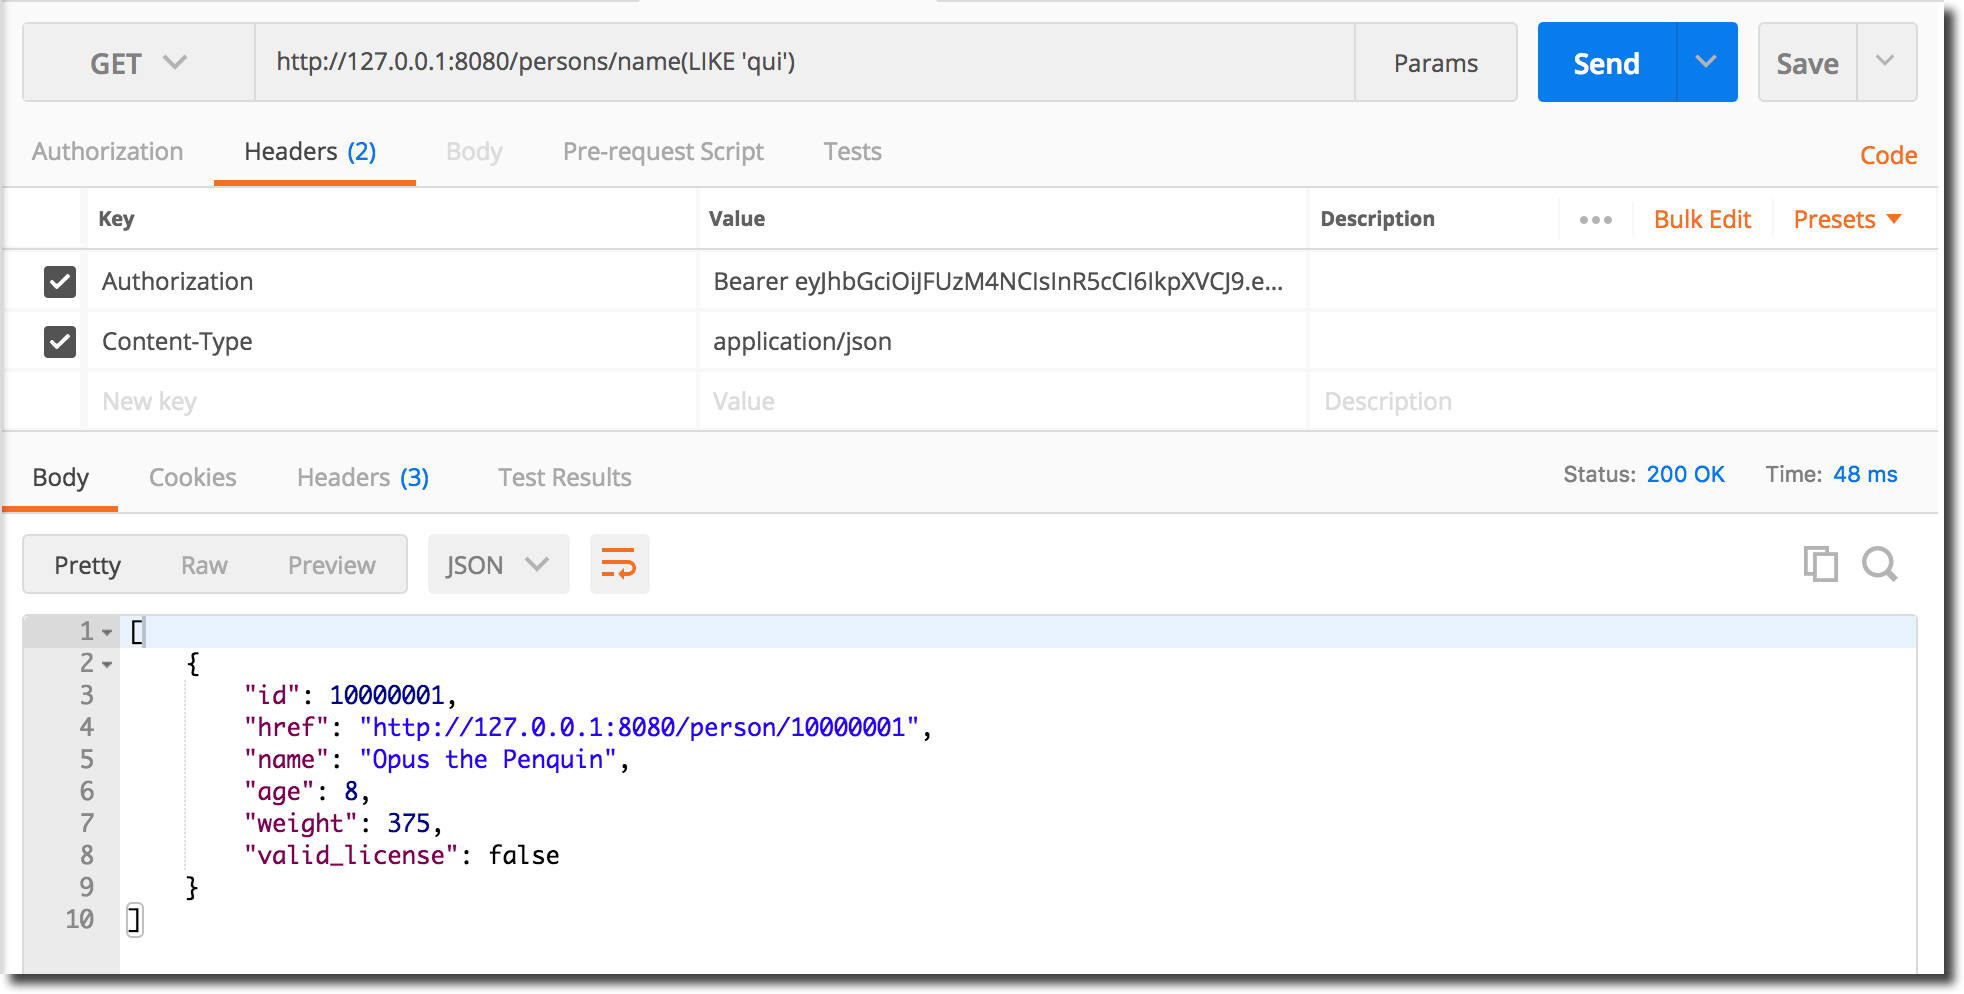 GET http://127.0.0.1:8080/persons/name(LIKE 'qui') Params Send Save
Authorization Headers (2) Body Pre-request Script Tests Code
Key Value Description ••• Bulk Edit Presets
Authorization Bearer eyJhbGciOiJFUzM4NCIsInR5cCI6IkpXVCJ9.e...
Content-Type application/json
New key Value Description
Body Cookies Headers (3) Test Results Status: 200 OK Time: 48 ms
Pretty Raw Preview JSON
1 [
2 {
3 "id": 10000001,
4 "href": "http://127.0.0.1:8080/person/10000001",
5 "name": "Opus the Penquin",
6 "age": 8,
7 "weight": 375,
8 "valid_license": false
9 }
10 ]